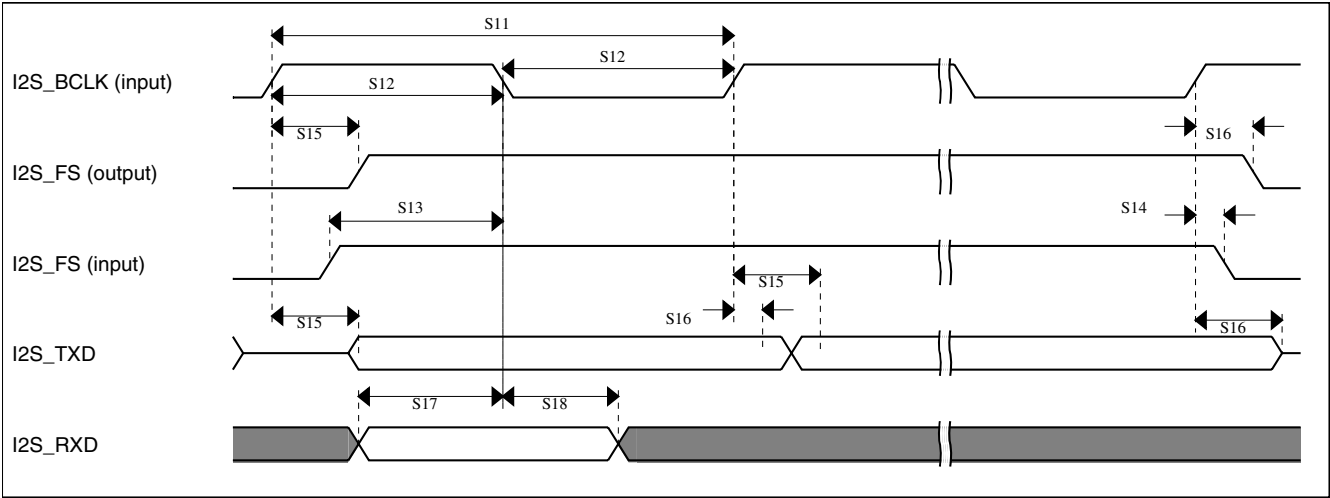 S11
I2S_BCLK (input)
S12
S12
S15
S16
I2S_FS (output)
S13
S14
I2S_FS (input)
S15
S16
S15
S16
I2S_TXD
S17
S18
I2S_RXD